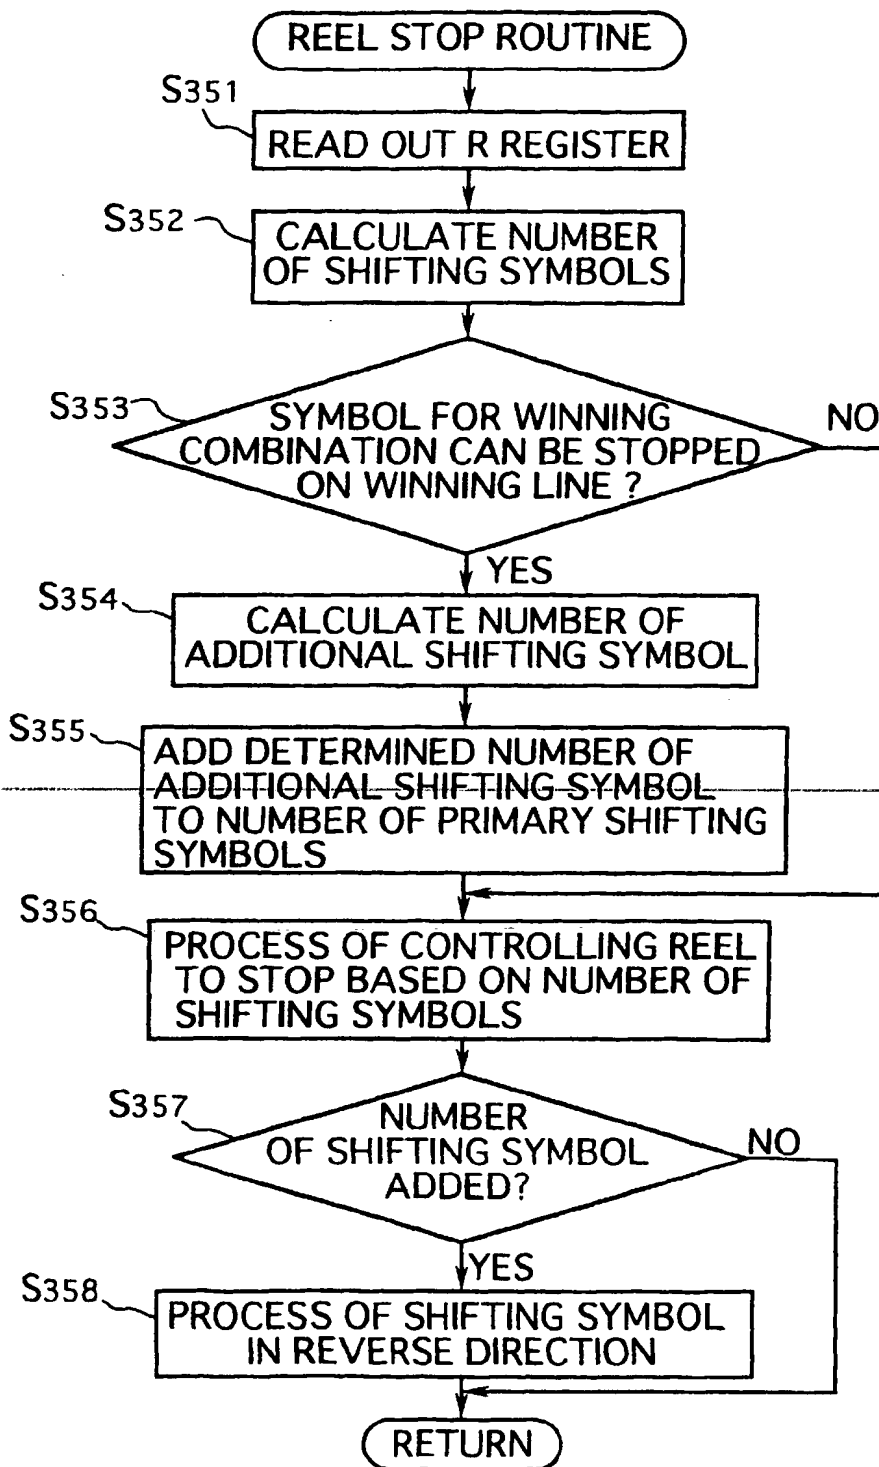 REEL STOP ROUTINE
S351
READ OUT R REGISTER
S352
CALCULATE NUMBER
OF SHIFTING SYMBOLS
S353
SYMBOL FOR WINNING
COMBINATION CAN BE STOPPED
ON WINNING LINE ?
NO
YES
S354
CALCULATE NUMBER OF
ADDITIONAL SHIFTING SYMBOL
S355
ADD DETERMINED NUMBER OF
ADDITIONAL SHIFTING SYMBOL
TO NUMBER OF PRIMARY SHIFTING
SYMBOLS
S356
PROCESS OF CONTROLLING REEL
TO STOP BASED ON NUMBER OF
SHIFTING SYMBOLS
S357
NUMBER
OF SHIFTING SYMBOL
ADDED?
NO
YES
S358
PROCESS OF SHIFTING SYMBOL
IN REVERSE DIRECTION
RETURN